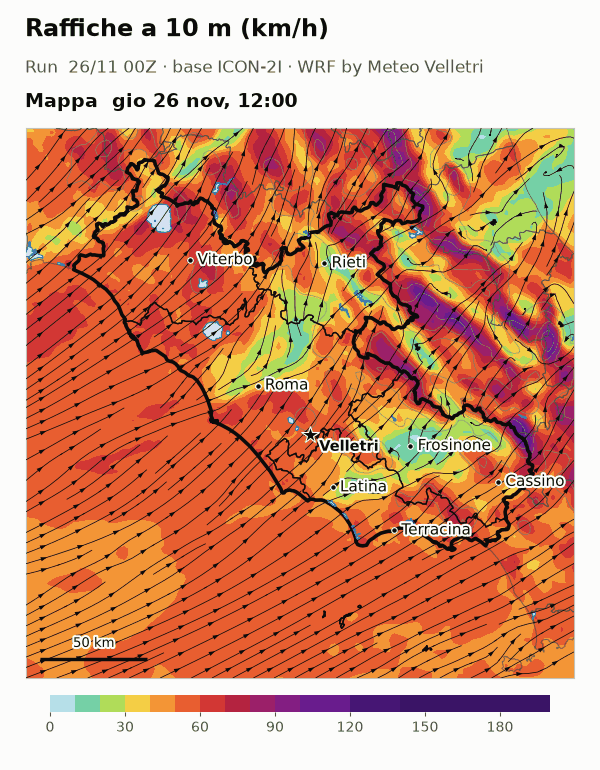 Raffiche a 10 m (km/h)
Run  26/11 00Z · base ICON-2I · WRF by Meteo Velletri
Mappa  gio 26 nov, 12:00
Viterbo
Rieti
Roma
Velletri
Frosinone
Latina
Cassino
Terracina
50 km
0 30 60 90 120 150 180